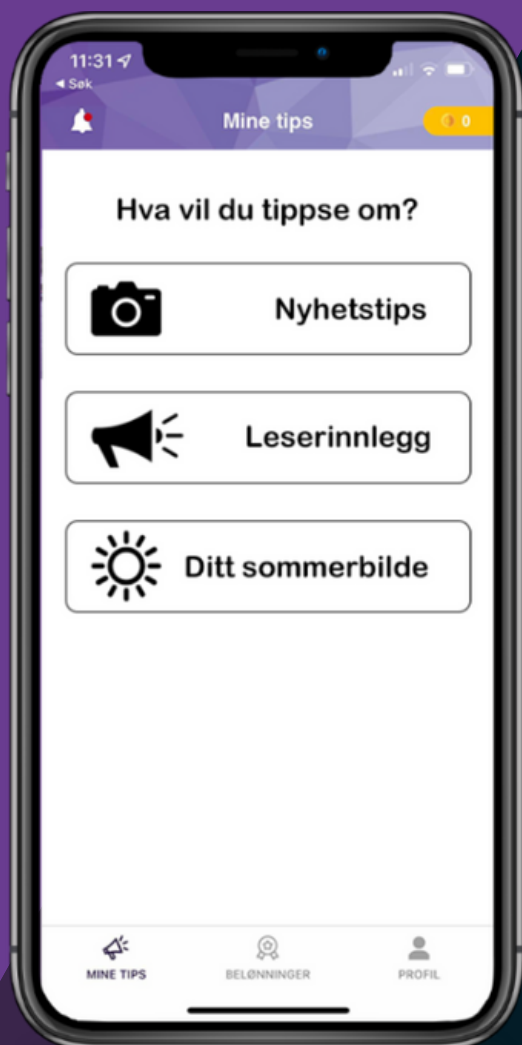 11:31
◀ Søk
Mine tips
0
Hva vil du tippse om?
Nyhetstips
Leserinnlegg
Ditt sommerbilde
MINE TIPS
BELØNNINGER
PROFIL